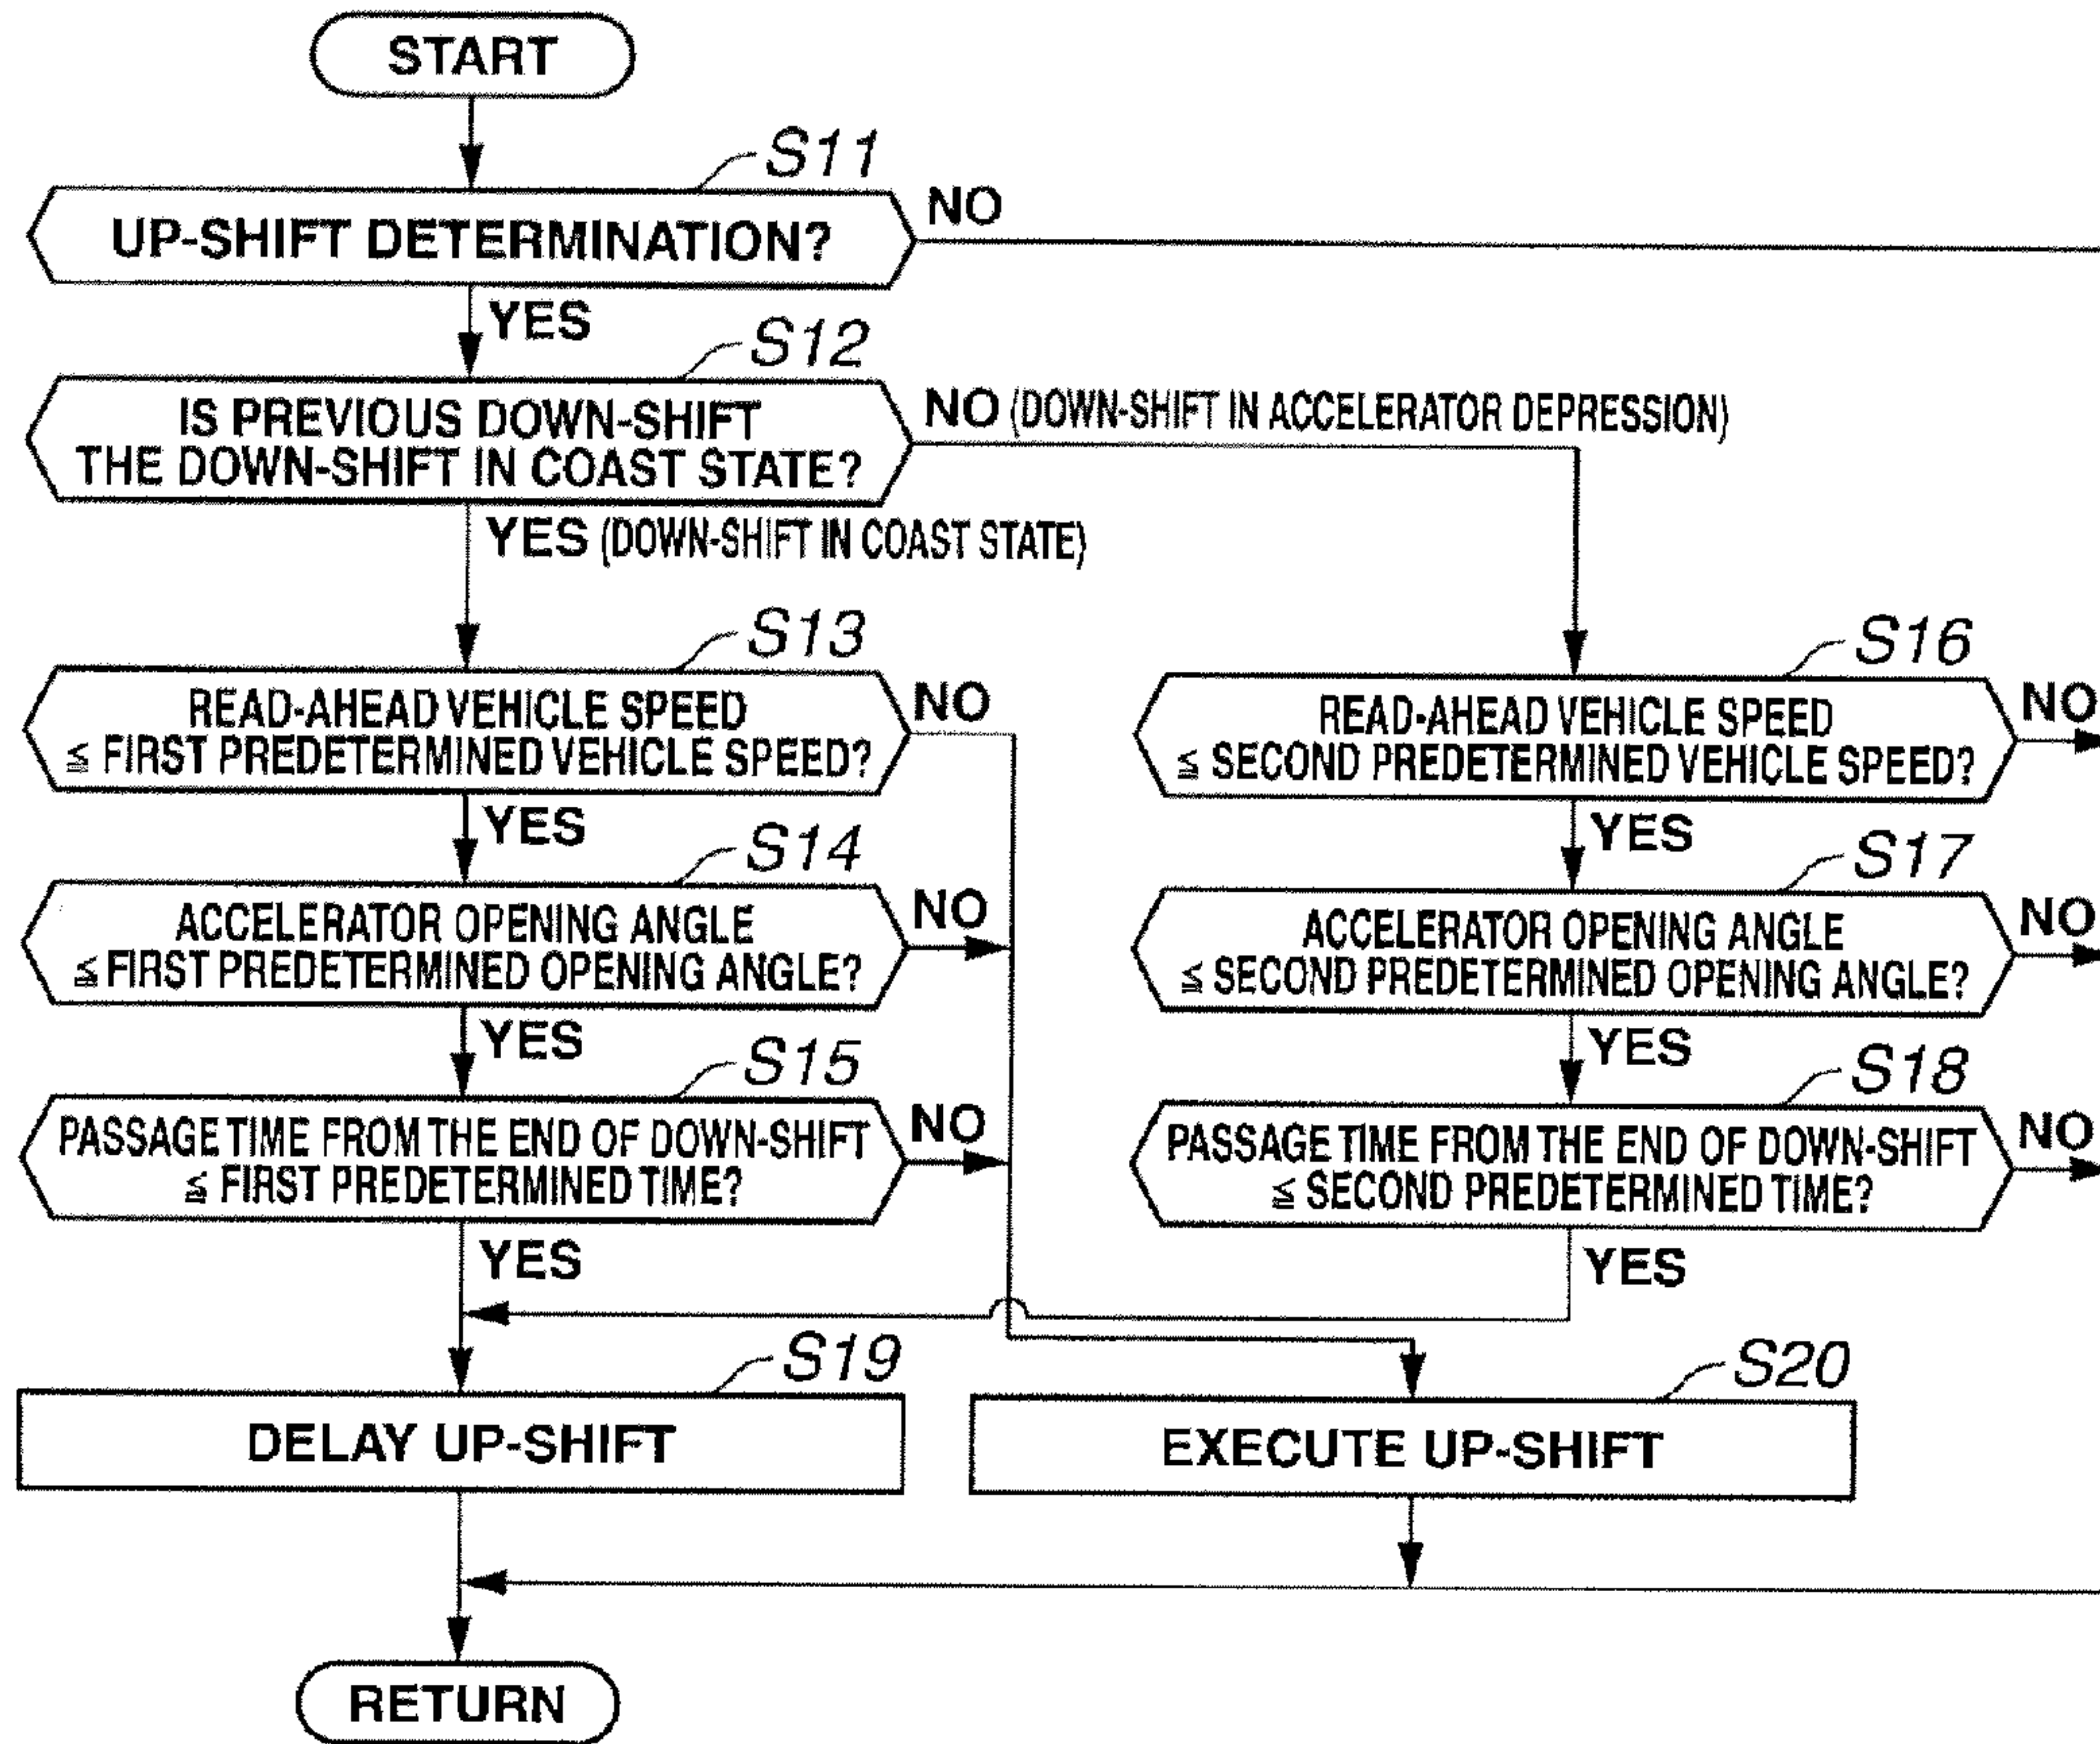 START
S11
UP-SHIFT DETERMINATION?
NO
YES
S12
IS PREVIOUS DOWN-SHIFT
THE DOWN-SHIFT IN COAST STATE?
NO (DOWN-SHIFT IN ACCELERATOR DEPRESSION)
YES (DOWN-SHIFT IN COAST STATE)
S13
READ-AHEAD VEHICLE SPEED
≦ FIRST PREDETERMINED VEHICLE SPEED?
NO
YES
S14
ACCELERATOR OPENING ANGLE
≦ FIRST PREDETERMINED OPENING ANGLE?
NO
YES
S15
PASSAGE TIME FROM THE END OF DOWN-SHIFT
≦ FIRST PREDETERMINED TIME?
NO
YES
S16
READ-AHEAD VEHICLE SPEED
≦ SECOND PREDETERMINED VEHICLE SPEED?
NO
YES
S17
ACCELERATOR OPENING ANGLE
≦ SECOND PREDETERMINED OPENING ANGLE?
NO
YES
S18
PASSAGE TIME FROM THE END OF DOWN-SHIFT
≦ SECOND PREDETERMINED TIME?
NO
YES
S19
DELAY UP-SHIFT
S20
EXECUTE UP-SHIFT
RETURN